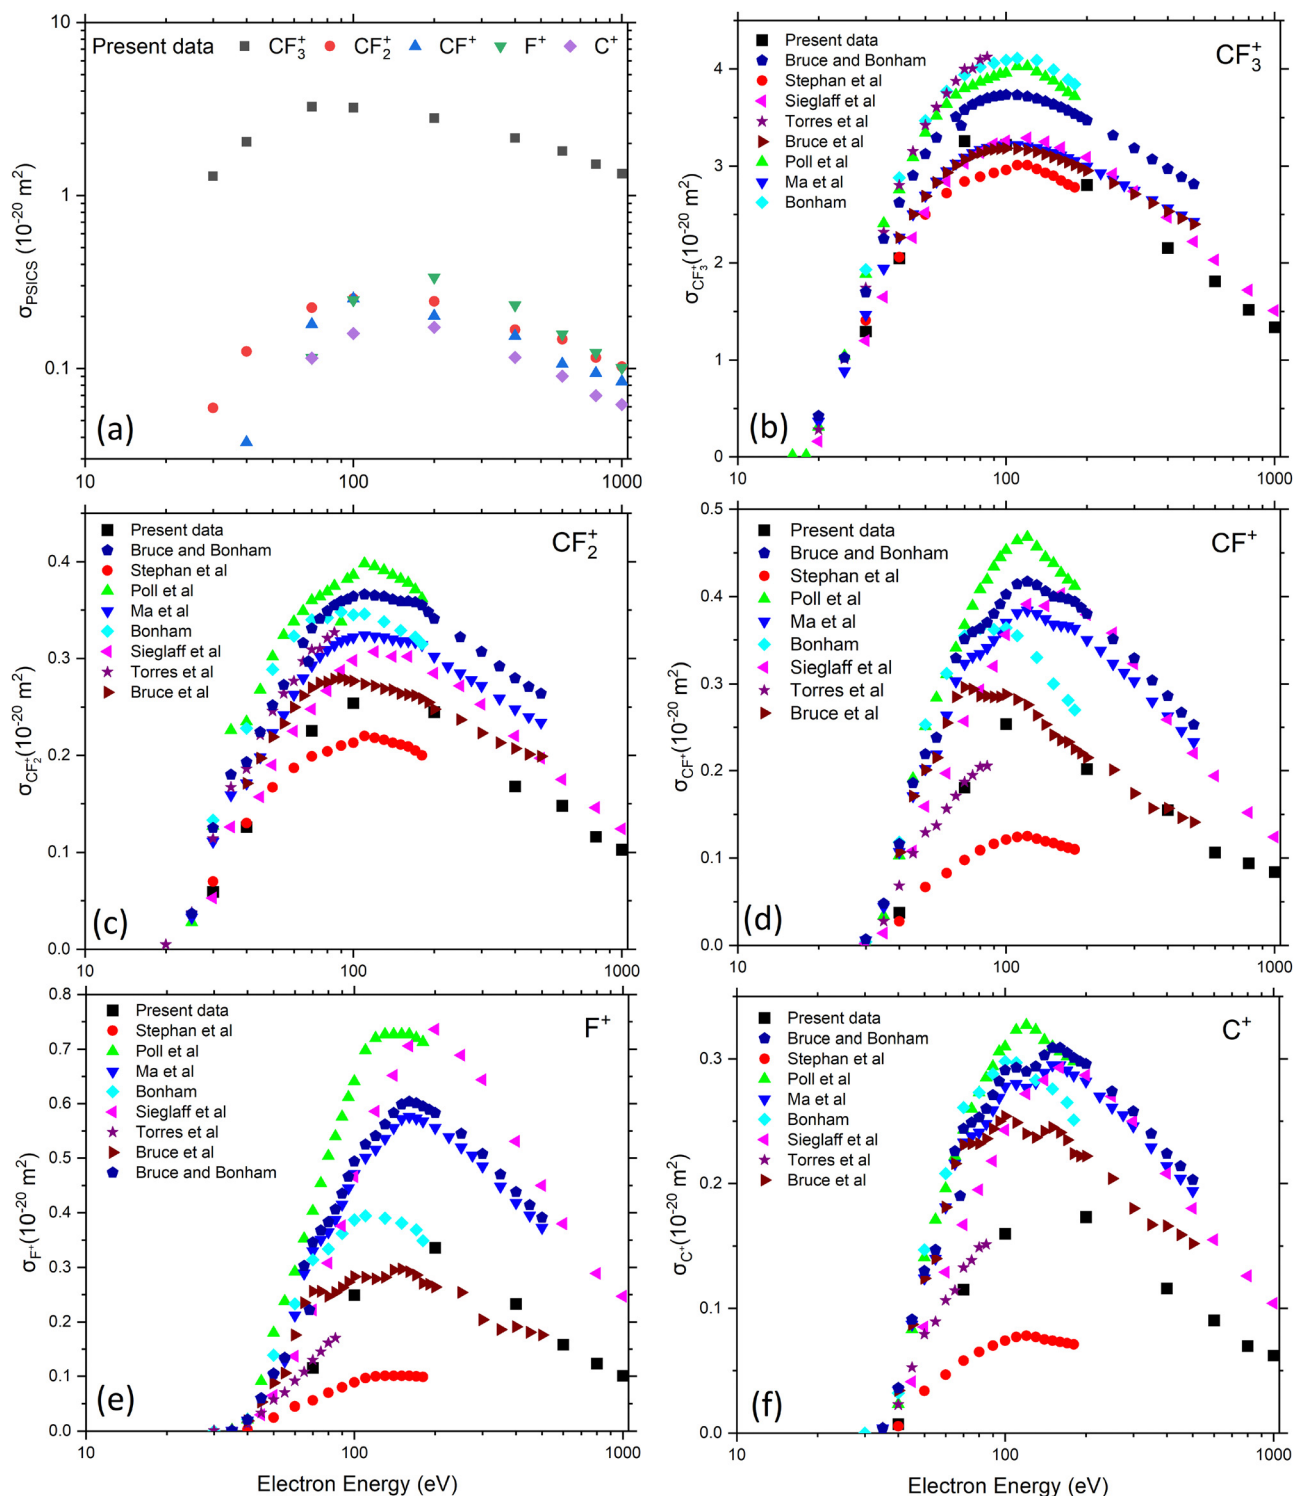 Present data CF₃⁺ CF₂⁺ CF⁺ F⁺ C⁺
10
1
0.1
σPSICS (10⁻²⁰ m²)
(a)
10 100 1000
Present data
Bruce and Bonham
Stephan et al
Sieglaff et al
Torres et al
Bruce et al
Poll et al
Ma et al
Bonham
CF₃⁺
4
3
2
1
0
σCF₃⁺(10⁻²⁰ m²)
(b)
10 100 1000
Present data
Bruce and Bonham
Stephan et al
Poll et al
Ma et al
Bonham
Sieglaff et al
Torres et al
Bruce et al
CF₂⁺
0.4
0.3
0.2
0.1
0.0
σCF₂⁺(10⁻²⁰ m²)
(c)
10 100 1000
Present data
Bruce and Bonham
Stephan et al
Poll et al
Ma et al
Bonham
Sieglaff et al
Torres et al
Bruce et al
CF⁺
0.5
0.4
0.3
0.2
0.1
0.0
σCF⁺(10⁻²⁰ m²)
(d)
10 100 1000
Present data
Stephan et al
Poll et al
Ma et al
Bonham
Sieglaff et al
Torres et al
Bruce et al
Bruce and Bonham
F⁺
0.8
0.7
0.6
0.5
0.4
0.3
0.2
0.1
0.0
σF⁺(10⁻²⁰ m²)
(e)
10 100 1000
Electron Energy (eV)
Present data
Bruce and Bonham
Stephan et al
Poll et al
Ma et al
Bonham
Sieglaff et al
Torres et al
Bruce et al
C⁺
0.3
0.2
0.1
0.0
σC⁺(10⁻²⁰ m²)
(f)
10 100 1000
Electron Energy (eV)